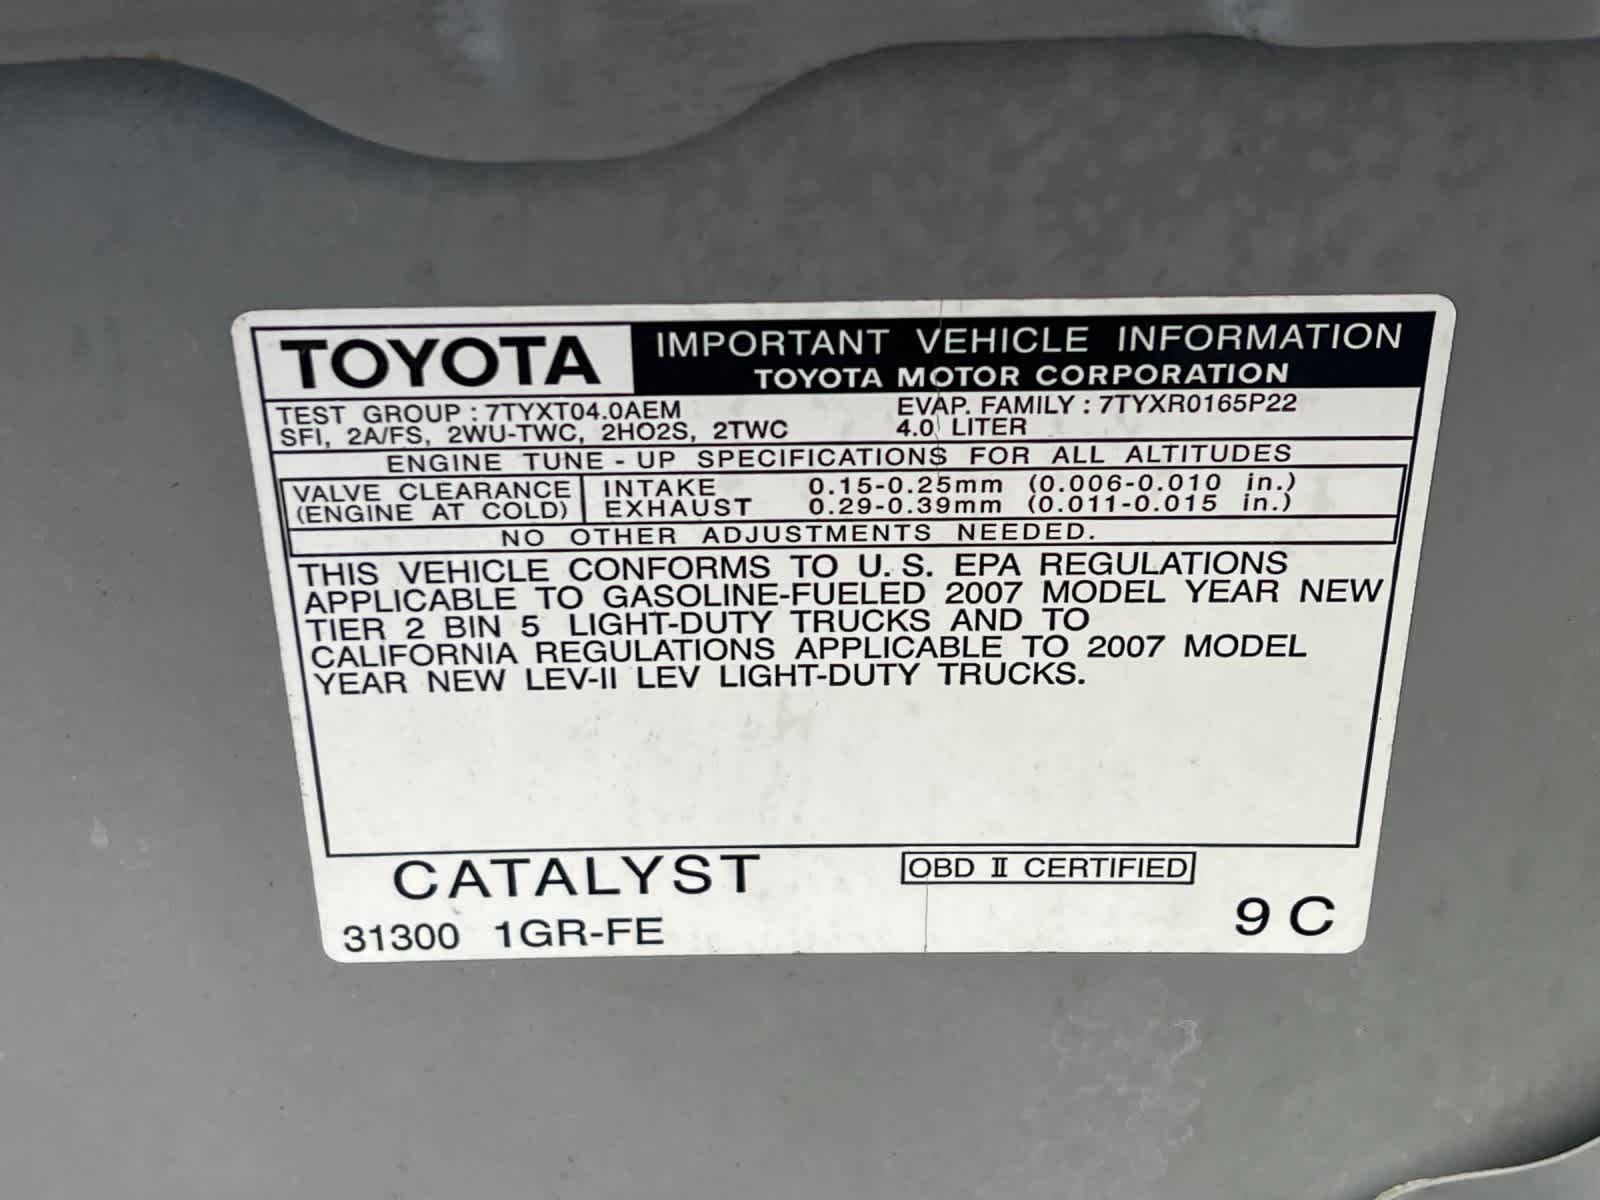 TOYOTA IMPORTANT VEHICLE INFORMATION
TOYOTA MOTOR CORPORATION
TEST GROUP : 7TYXT04.0AEM EVAP. FAMILY : 7TYXR0165P22
SFI, 2A/FS, 2WU-TWC, 2HO2S, 2TWC 4.0 LITER
ENGINE TUNE - UP SPECIFICATIONS FOR ALL ALTITUDES
VALVE CLEARANCE INTAKE 0.15-0.25mm (0.006-0.010 in.)
(ENGINE AT COLD) EXHAUST 0.29-0.39mm (0.011-0.015 in.)
NO OTHER ADJUSTMENTS NEEDED.
THIS VEHICLE CONFORMS TO U. S. EPA REGULATIONS
APPLICABLE TO GASOLINE-FUELED 2007 MODEL YEAR NEW
TIER 2 BIN 5 LIGHT-DUTY TRUCKS AND TO
CALIFORNIA REGULATIONS APPLICABLE TO 2007 MODEL
YEAR NEW LEV-II LEV LIGHT-DUTY TRUCKS.
CATALYST OBD II CERTIFIED
31300 1GR-FE 9 C